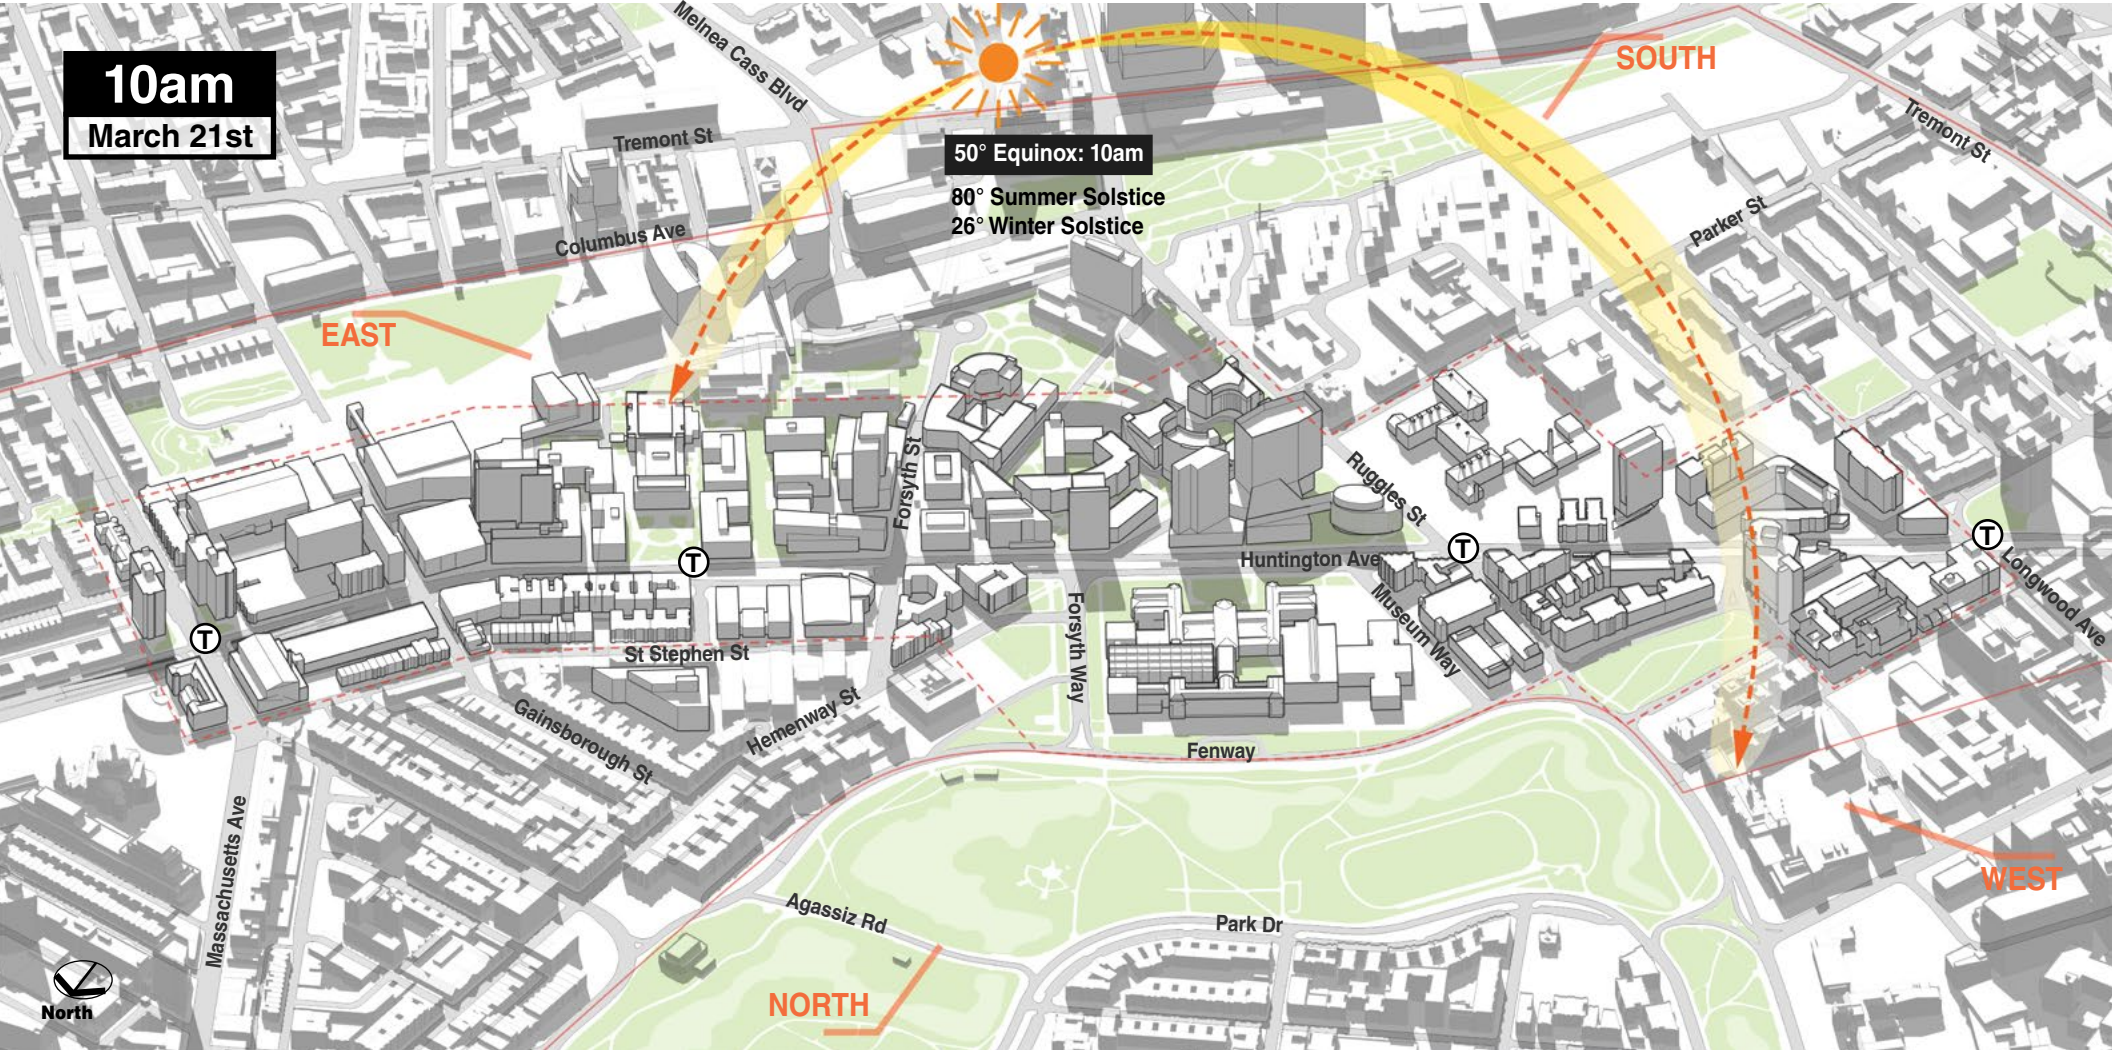 Melnea Cass Blvd
SOUTH
10am
March 21st
Tremont St
Tremont St
50° Equinox: 10am
80° Summer Solstice
26° Winter Solstice
Parker St
Columbus Ave
EAST
Forsyth St
Ruggles St
T
T
T
Huntington Ave
Longwood Ave
Museum Way
Forsyth Way
T
St Stephen St
Gainsborough St
Hemenway St
Fenway
Massachusetts Ave
WEST
Agassiz Rd
Park Dr
NORTH
North